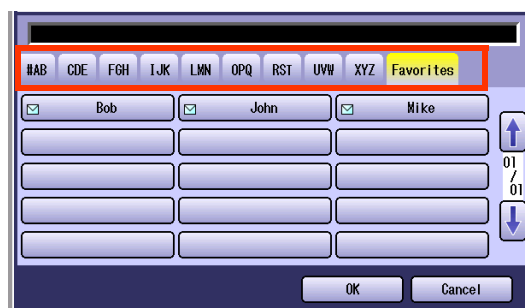 #AB CDE FGH IJK LMN OPQ RST UVW XYZ Favorites
Bob John Mike
01
/
01
OK Cancel